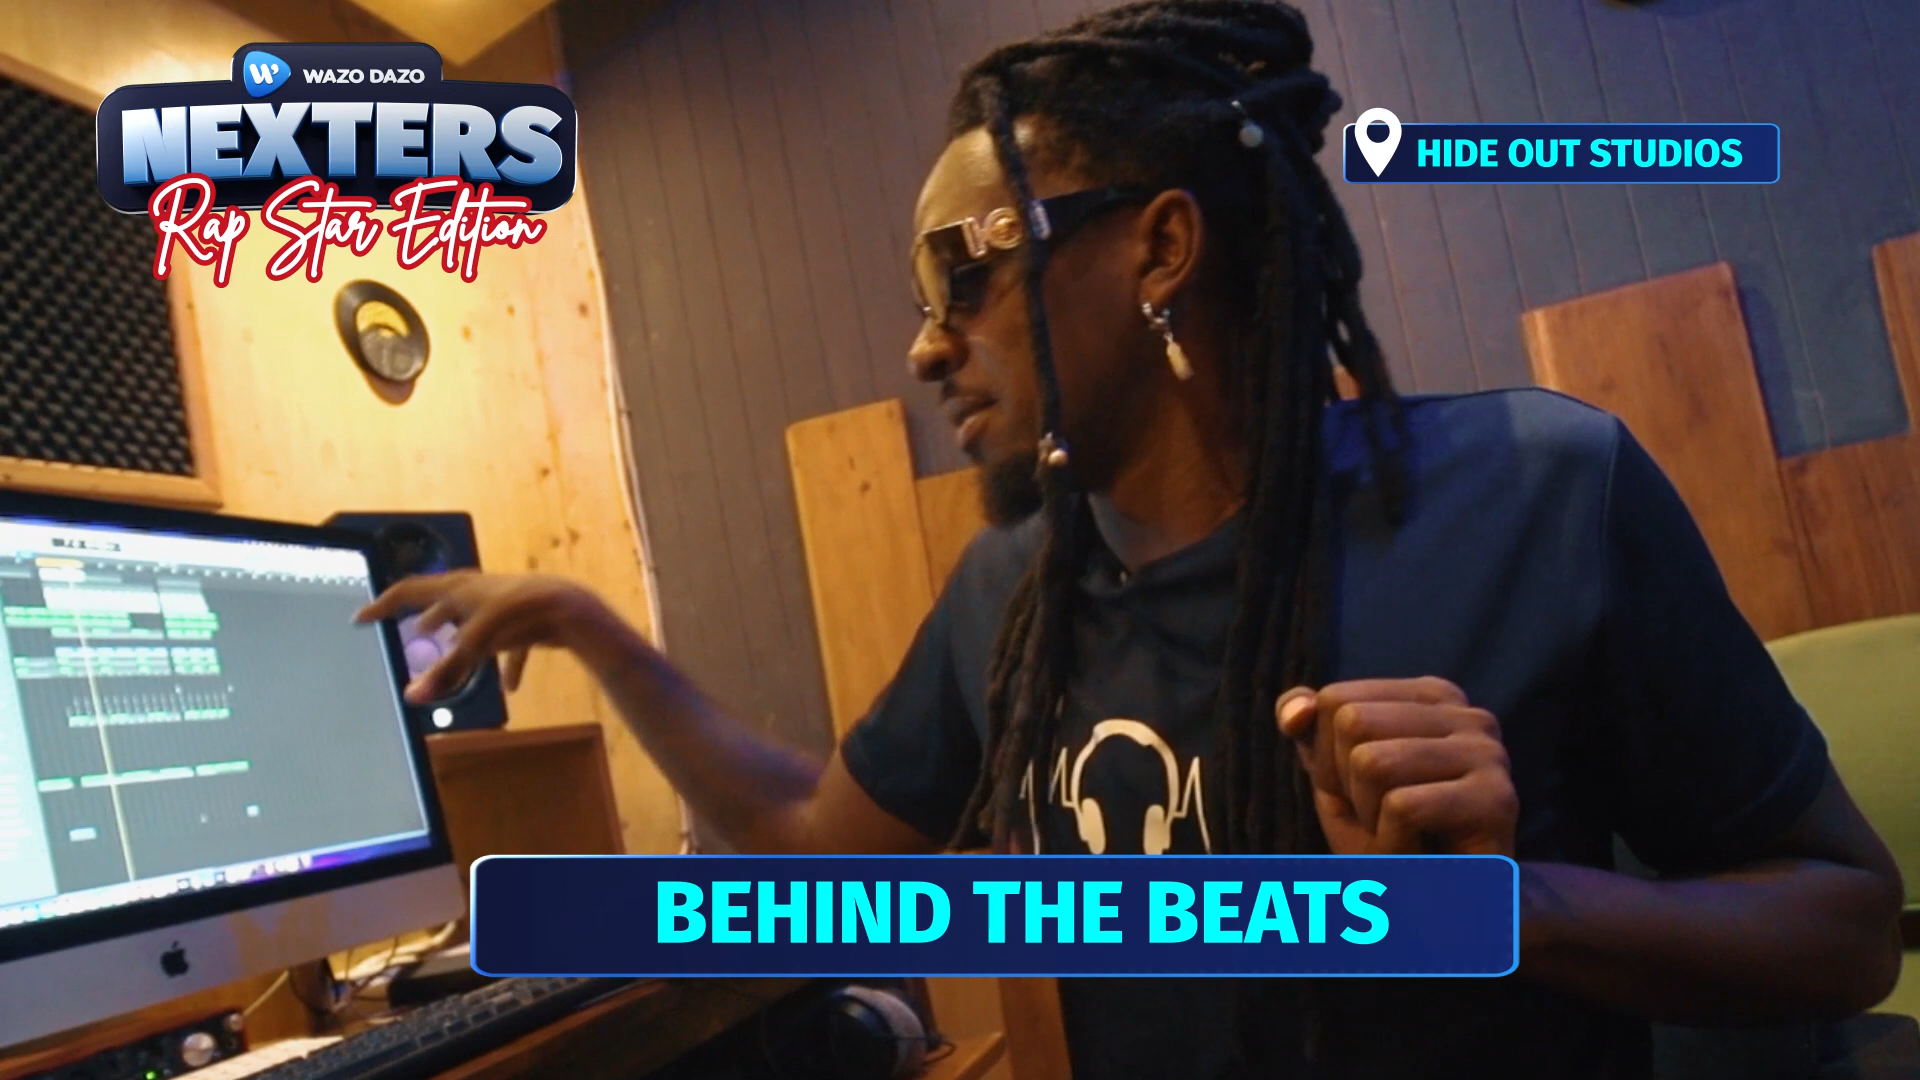 WAZO DAZO
NEXTERS
Rap Star Edition
HIDE OUT STUDIOS
BEHIND THE BEATS